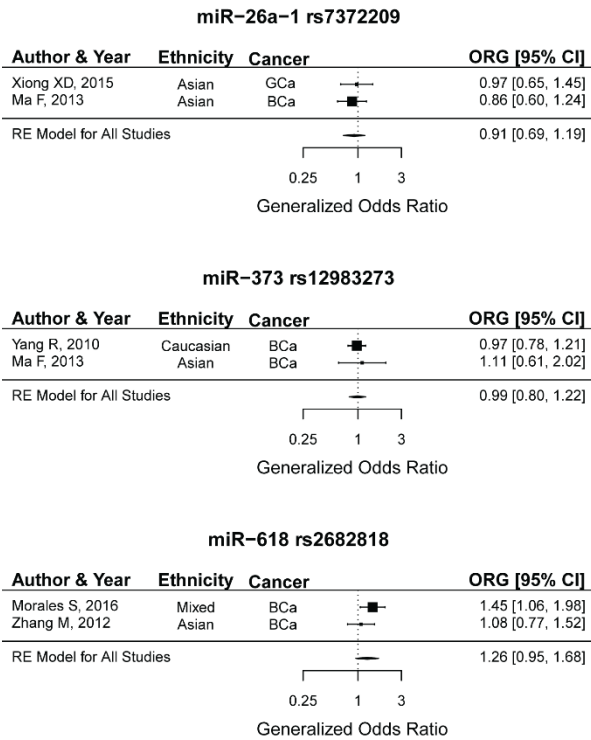 miR−26a−1 rs7372209
Author & Year Ethnicity Cancer ORG [95% CI]
Xiong XD, 2015 Asian GCa 0.97 [0.65, 1.45]
Ma F, 2013 Asian BCa 0.86 [0.60, 1.24]
RE Model for All Studies 0.91 [0.69, 1.19]
0.25 1 3
Generalized Odds Ratio
miR−373 rs12983273
Author & Year Ethnicity Cancer ORG [95% CI]
Yang R, 2010 Caucasian BCa 0.97 [0.78, 1.21]
Ma F, 2013 Asian BCa 1.11 [0.61, 2.02]
RE Model for All Studies 0.99 [0.80, 1.22]
0.25 1 3
Generalized Odds Ratio
miR−618 rs2682818
Author & Year Ethnicity Cancer ORG [95% CI]
Morales S, 2016 Mixed BCa 1.45 [1.06, 1.98]
Zhang M, 2012 Asian BCa 1.08 [0.77, 1.52]
RE Model for All Studies 1.26 [0.95, 1.68]
0.25 1 3
Generalized Odds Ratio